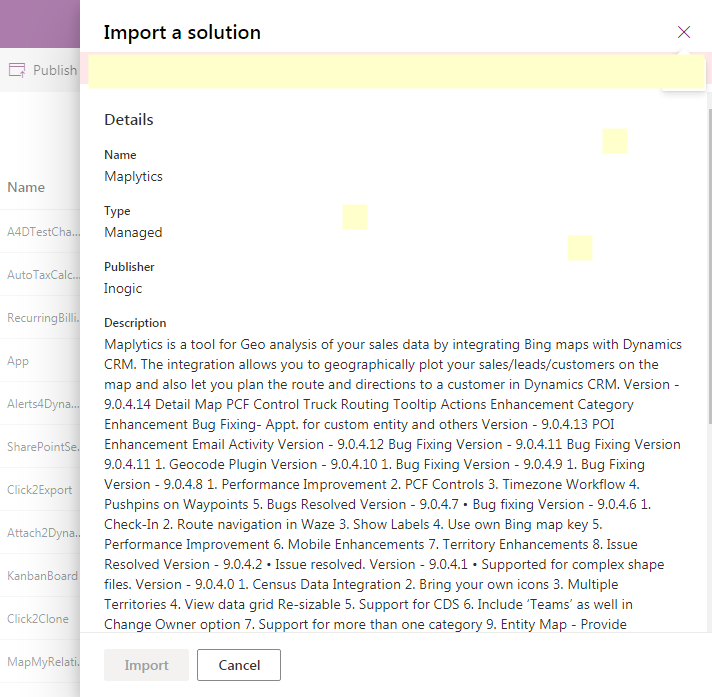 Import a solution
Publish
Details
Name
Maplytics
Type
Managed
Publisher
Inogic
Description
Maplytics is a tool for Geo analysis of your sales data by integrating Bing maps with Dynamics
CRM. The integration allows you to geographically plot your sales/leads/customers on the
map and also let you plan the route and directions to a customer in Dynamics CRM. Version -
9.0.4.14 Detail Map PCF Control Truck Routing Tooltip Actions Enhancement Category
Enhancement Bug Fixing- Appt. for custom entity and others Version - 9.0.4.13 POI
Enhancement Email Activity Version - 9.0.4.12 Bug Fixing Version - 9.0.4.11 Bug Fixing Version
9.0.4.11 1. Geocode Plugin Version - 9.0.4.10 1. Bug Fixing Version - 9.0.4.9 1. Bug Fixing
Version - 9.0.4.8 1. Performance Improvement 2. PCF Controls 3. Timezone Workflow 4.
Pushpins on Waypoints 5. Bugs Resolved Version - 9.0.4.7 • Bug fixing Version - 9.0.4.6 1.
Check-In 2. Route navigation in Waze 3. Show Labels 4. Use own Bing map key 5.
Performance Improvement 6. Mobile Enhancements 7. Territory Enhancements 8. Issue
Resolved Version - 9.0.4.2 • Issue resolved. Version - 9.0.4.1 • Supported for complex shape
files. Version - 9.0.4.0 1. Census Data Integration 2. Bring your own icons 3. Multiple
Territories 4. View data grid Re-sizable 5. Support for CDS 6. Include ‘Teams’ as well in
Change Owner option 7. Support for more than one category 9. Entity Map - Provide
Import
Cancel
Name
A4DTestCha...
AutoTaxCalc...
RecurringBilli...
App
Alerts4Dyna...
SharePointSe...
Click2Export
Attach2Dyna...
KanbanBoard
Click2Clone
MapMyRelati...